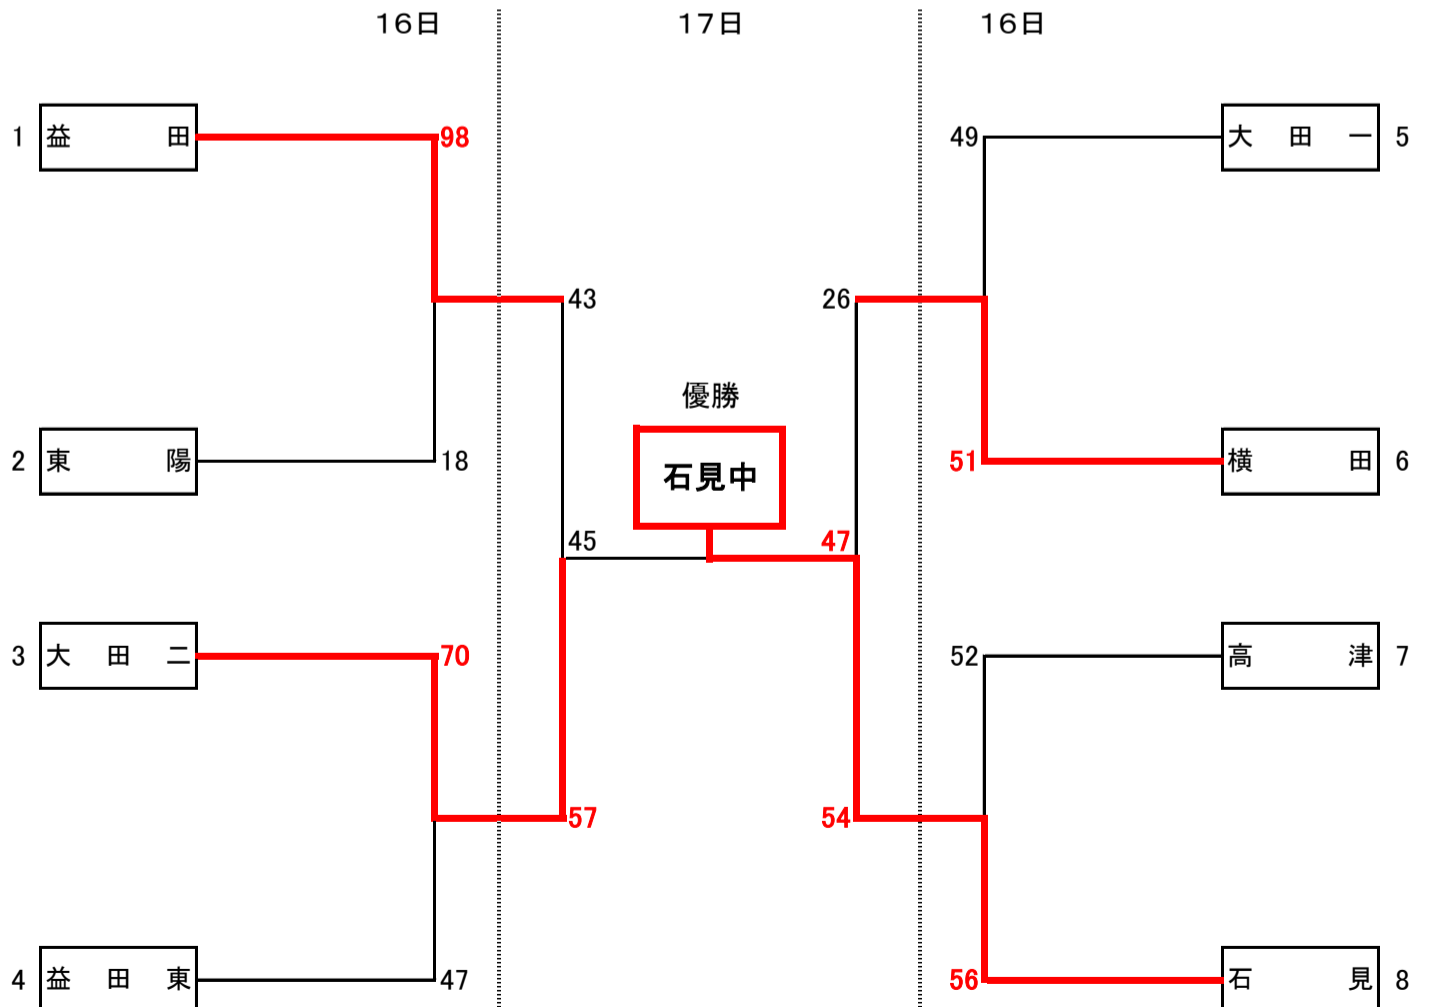 16日 17日 16日
1 益田 98 49 大田一 5
43 26
優勝
2 東陽 18 石見中 51 横田 6
45 47
3 大田二 70 52 高津 7
57 54
4 益田東 47 56 石見 8